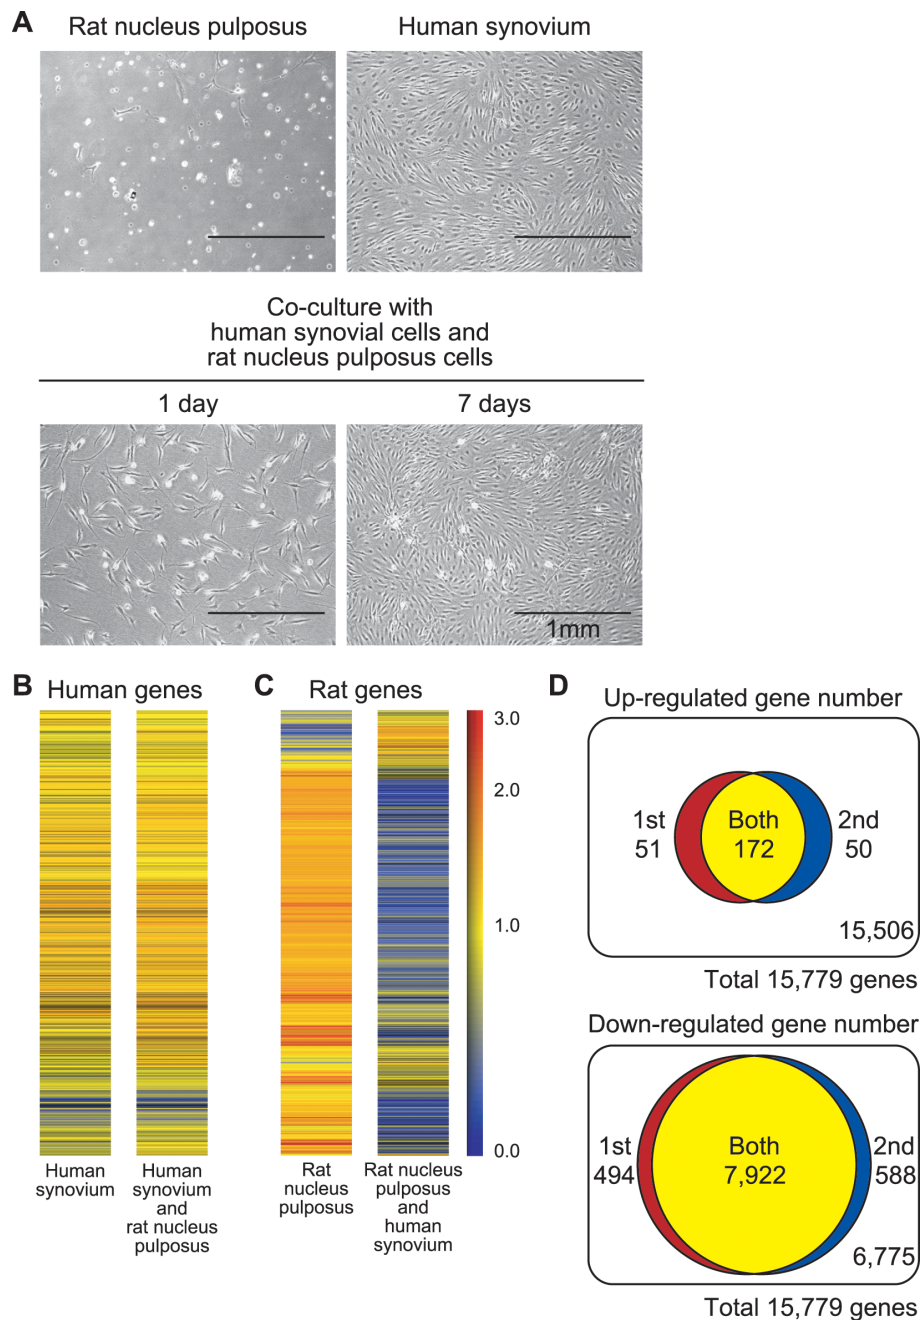 A
Rat nucleus pulposus
Human synovium
Co-culture with
human synovial cells and
rat nucleus pulposus cells
1 day
7 days
1mm
B
Human genes
Human
synovium
Human
synovium
and
rat nucleus
pulposus
C
Rat genes
Rat
nucleus
pulposus
Rat nucleus
pulposus
and
human
synovium
3.0
2.0
1.0
0.0
D
Up-regulated gene number
1st
51
Both
172
2nd
50
15,506
Total 15,779 genes
Down-regulated gene number
1st
494
Both
7,922
2nd
588
6,775
Total 15,779 genes